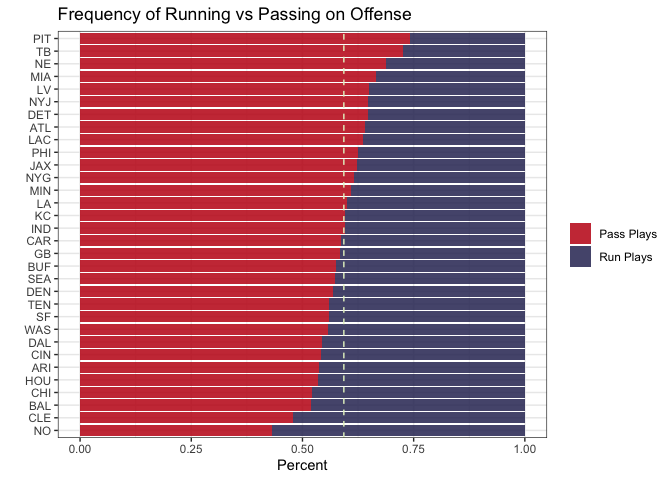 Frequency of Running vs Passing on Offense
PIT
TB
NE
MIA
LV
NYJ
DET
ATL
LAC
PHI
JAX
NYG
MIN
LA
KC
IND
CAR
GB
BUF
SEA
DEN
TEN
SF
WAS
DAL
CIN
ARI
HOU
CHI
BAL
CLE
NO
0.00 0.25 0.50 0.75 1.00
Percent
Pass Plays
Run Plays